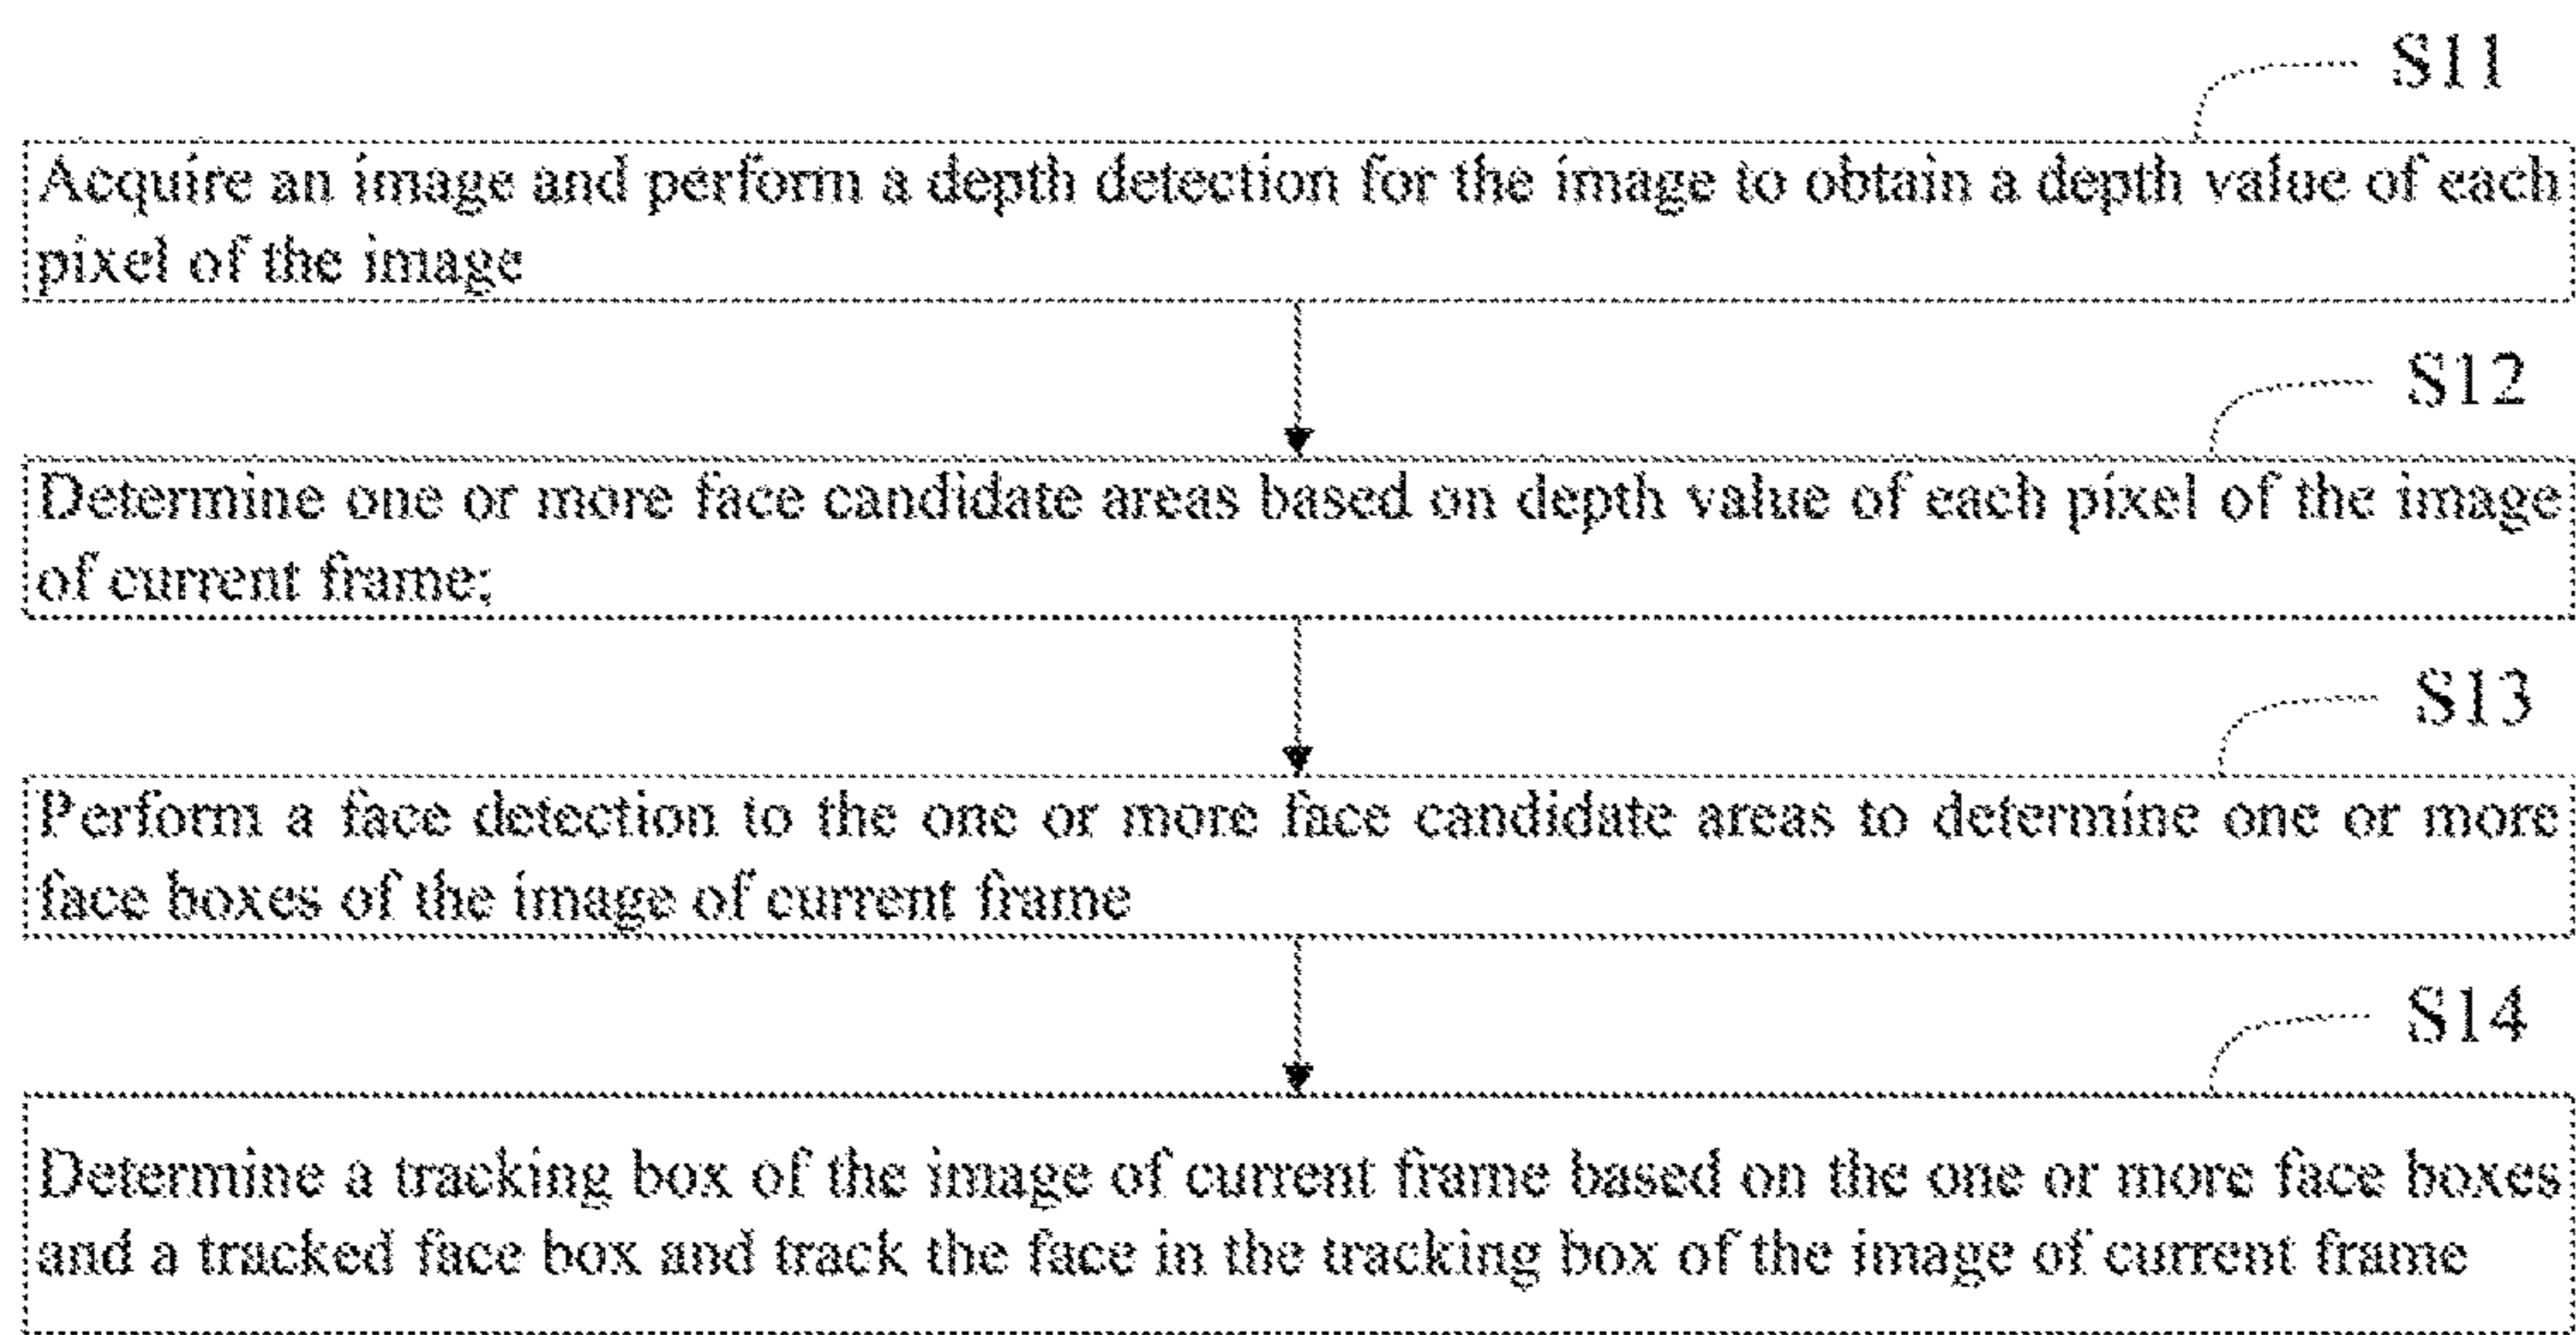 S11
Acquire an image and perform a depth detection for the image to obtain a depth value of each
pixel of the image
S12
Determine one or more face candidate areas based on depth value of each pixel of the image
of current frame;
S13
Perform a face detection to the one or more face candidate areas to determine one or more
face boxes of the image of current frame
S14
Determine a tracking box of the image of current frame based on the one or more face boxes
and a tracked face box and track the face in the tracking box of the image of current frame